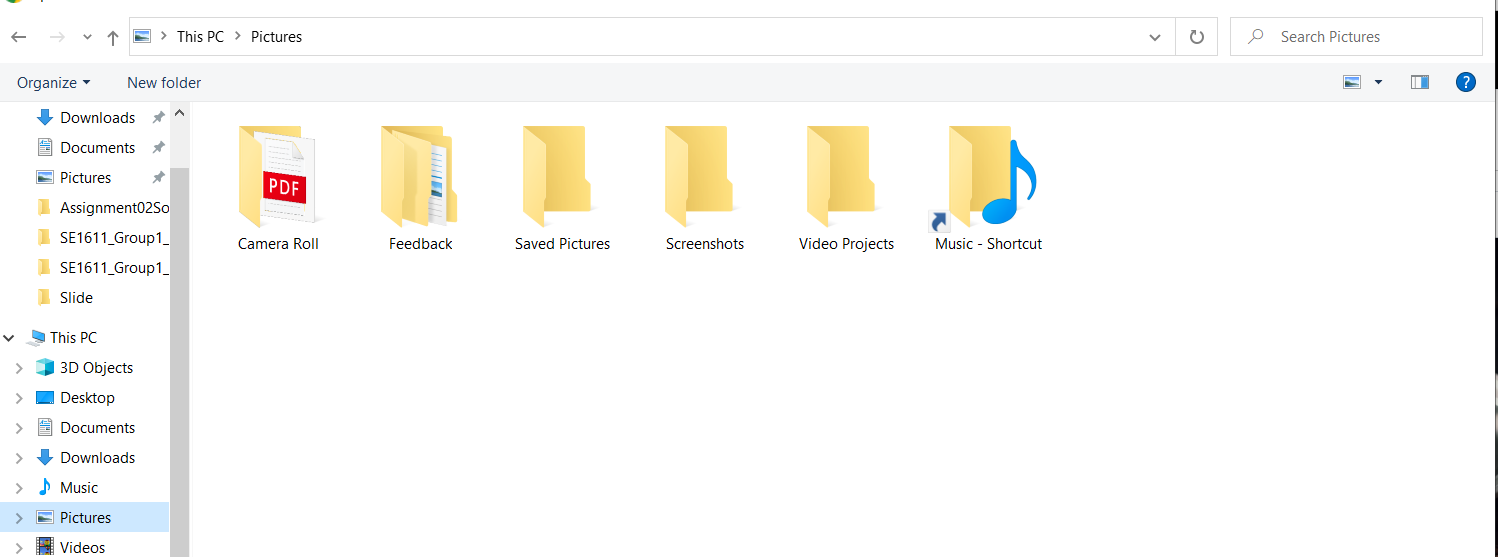 This PC Pictures
Search Pictures
Organize New folder
?
Downloads
Documents
Pictures
Assignment02So
SE1611_Group1_
SE1611_Group1_
Slide
This PC
3D Objects
Desktop
Documents
Downloads
Music
Pictures
Videos
PDF
Camera Roll
Feedback
Saved Pictures
Screenshots
Video Projects
Music - Shortcut